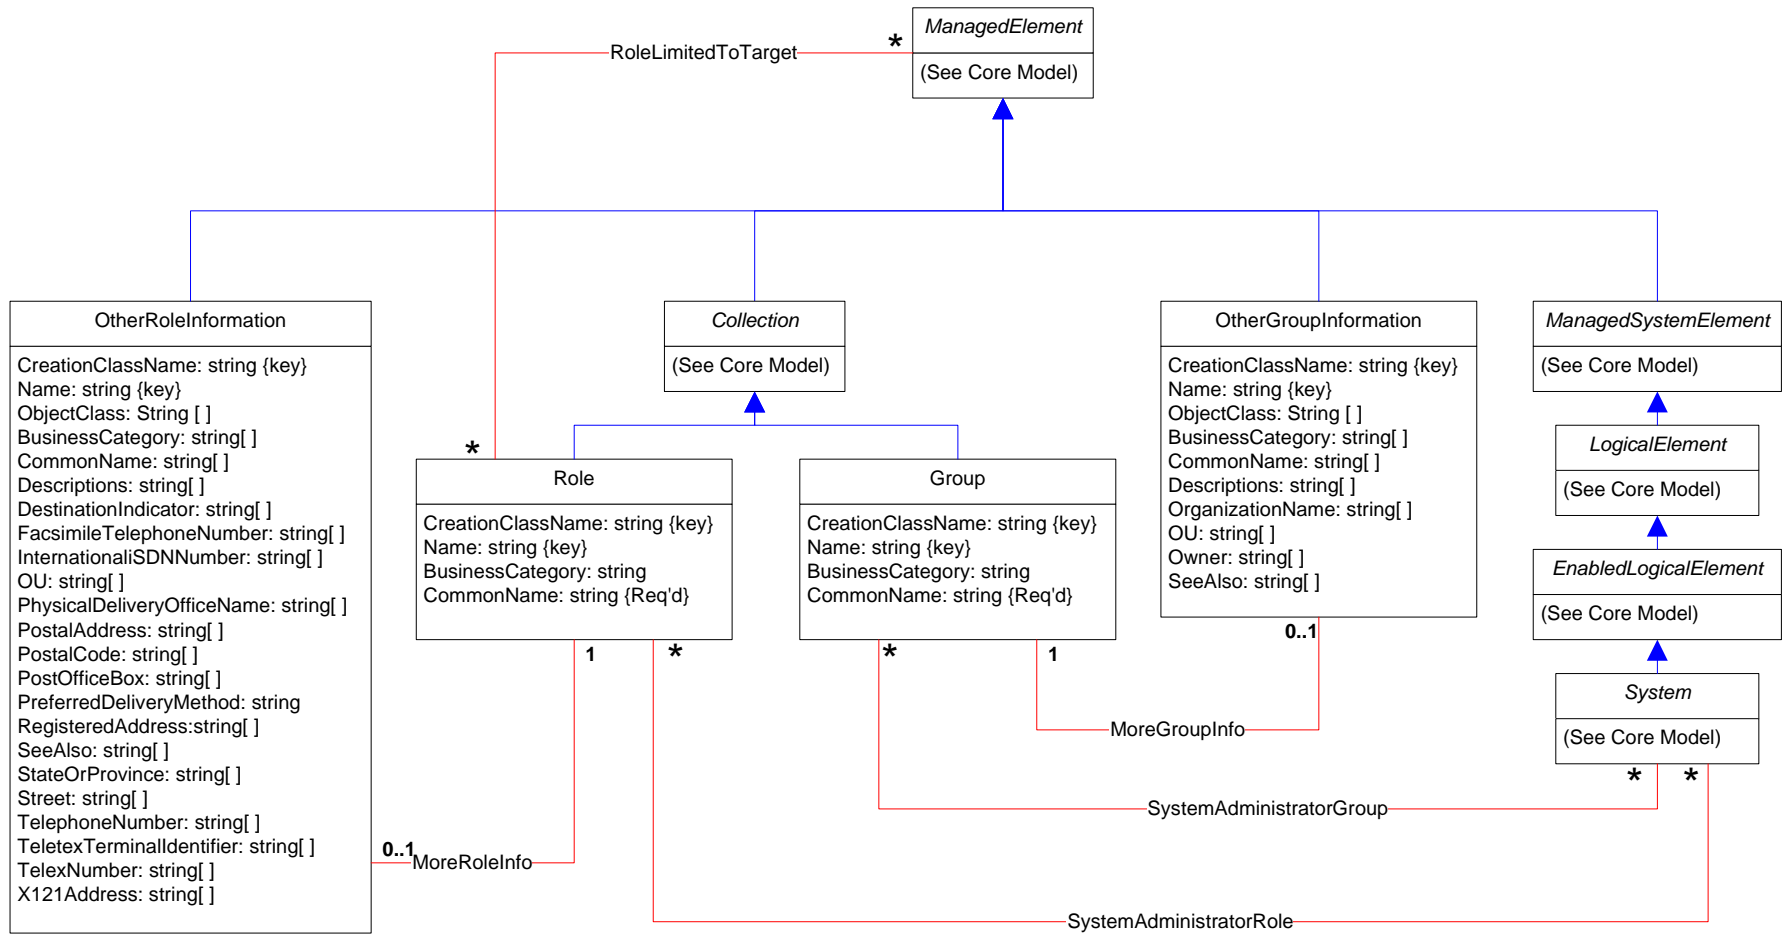 ManagedElement
(See Core Model)
*
RoleLimitedToTarget
*
OtherRoleInformation
CreationClassName: string {key}
Name: string {key}
ObjectClass: String [ ]
BusinessCategory: string[ ]
CommonName: string[ ]
Descriptions: string[ ]
DestinationIndicator: string[ ]
FacsimileTelephoneNumber: string[ ]
InternationaliSDNNumber: string[ ]
OU: string[ ]
PhysicalDeliveryOfficeName: string[ ]
PostalAddress: string[ ]
PostalCode: string[ ]
PostOfficeBox: string[ ]
PreferredDeliveryMethod: string
RegisteredAddress:string[ ]
SeeAlso: string[ ]
StateOrProvince: string[ ]
Street: string[ ]
TelephoneNumber: string[ ]
TeletexTerminalIdentifier: string[ ]
TelexNumber: string[ ]
X121Address: string[ ]
Collection
(See Core Model)
Role
CreationClassName: string {key}
Name: string {key}
BusinessCategory: string
CommonName: string {Req'd}
Group
CreationClassName: string {key}
Name: string {key}
BusinessCategory: string
CommonName: string {Req'd}
OtherGroupInformation
CreationClassName: string {key}
Name: string {key}
ObjectClass: String [ ]
BusinessCategory: string[ ]
CommonName: string[ ]
Descriptions: string[ ]
OrganizationName: string[ ]
OU: string[ ]
Owner: string[ ]
SeeAlso: string[ ]
ManagedSystemElement
(See Core Model)
LogicalElement
(See Core Model)
EnabledLogicalElement
(See Core Model)
System
(See Core Model)
1
*
*
1
0..1
MoreGroupInfo
*
*
SystemAdministratorGroup
0..1
MoreRoleInfo
SystemAdministratorRole